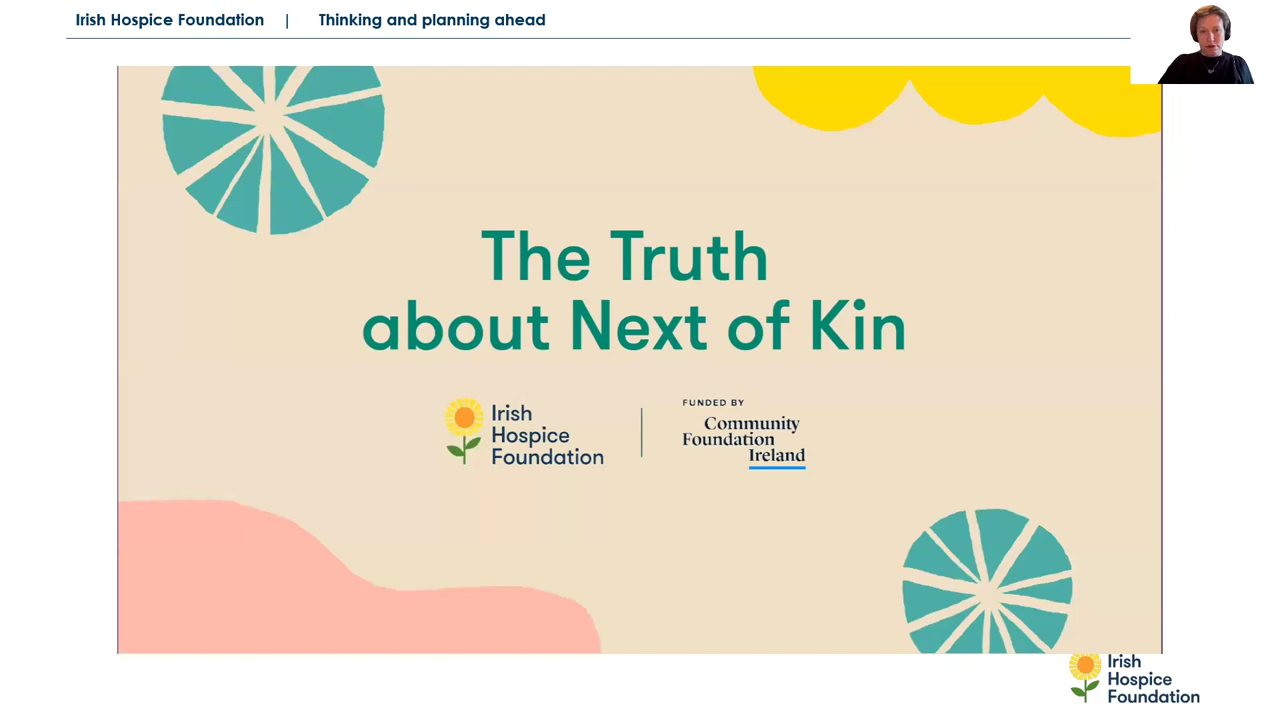 Irish Hospice Foundation | Thinking and planning ahead
The Truth
about Next of Kin
Irish
Hospice
Foundation
FUNDED BY
Community
Foundation
Ireland
Irish
Hospice
Foundation